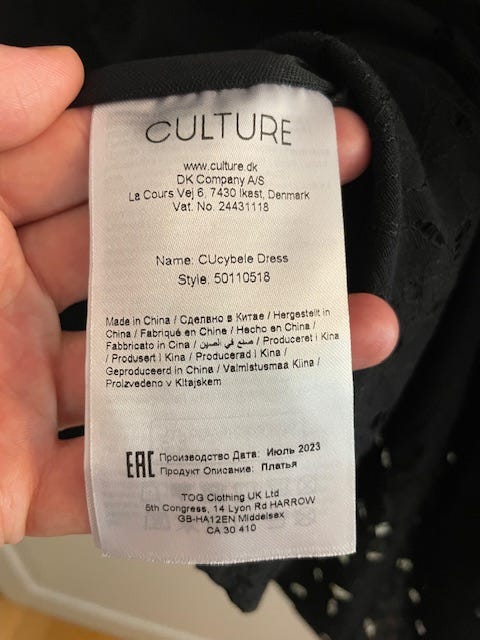 CULTURE
www.culture.dk
DK Company A/S
La Cours Vej 6, 7430 Ikast, Denmark
Vat. No. 24431118
Name: CUcybele Dress
Style. 50110518
Made in China / Сделано в Китае / Hergestellt in
China / Fabriqué en Chine / Hecho en China /
Fabbricato in Cina / صنع في الصين / Produceret i Kina
/ Produsert i Kina / Producerad i Kina /
Geproduceerd in China / Valmistusmaa Kiina /
Proizvedeno v Kitajskem
EAC Производство Дата: Июль 2023
Продукт Описание: Платья
TOG Clothing UK Ltd
5th Congress, 14 Lyon Rd HARROW
GB-HA12EN Middelsex
CA 30 410